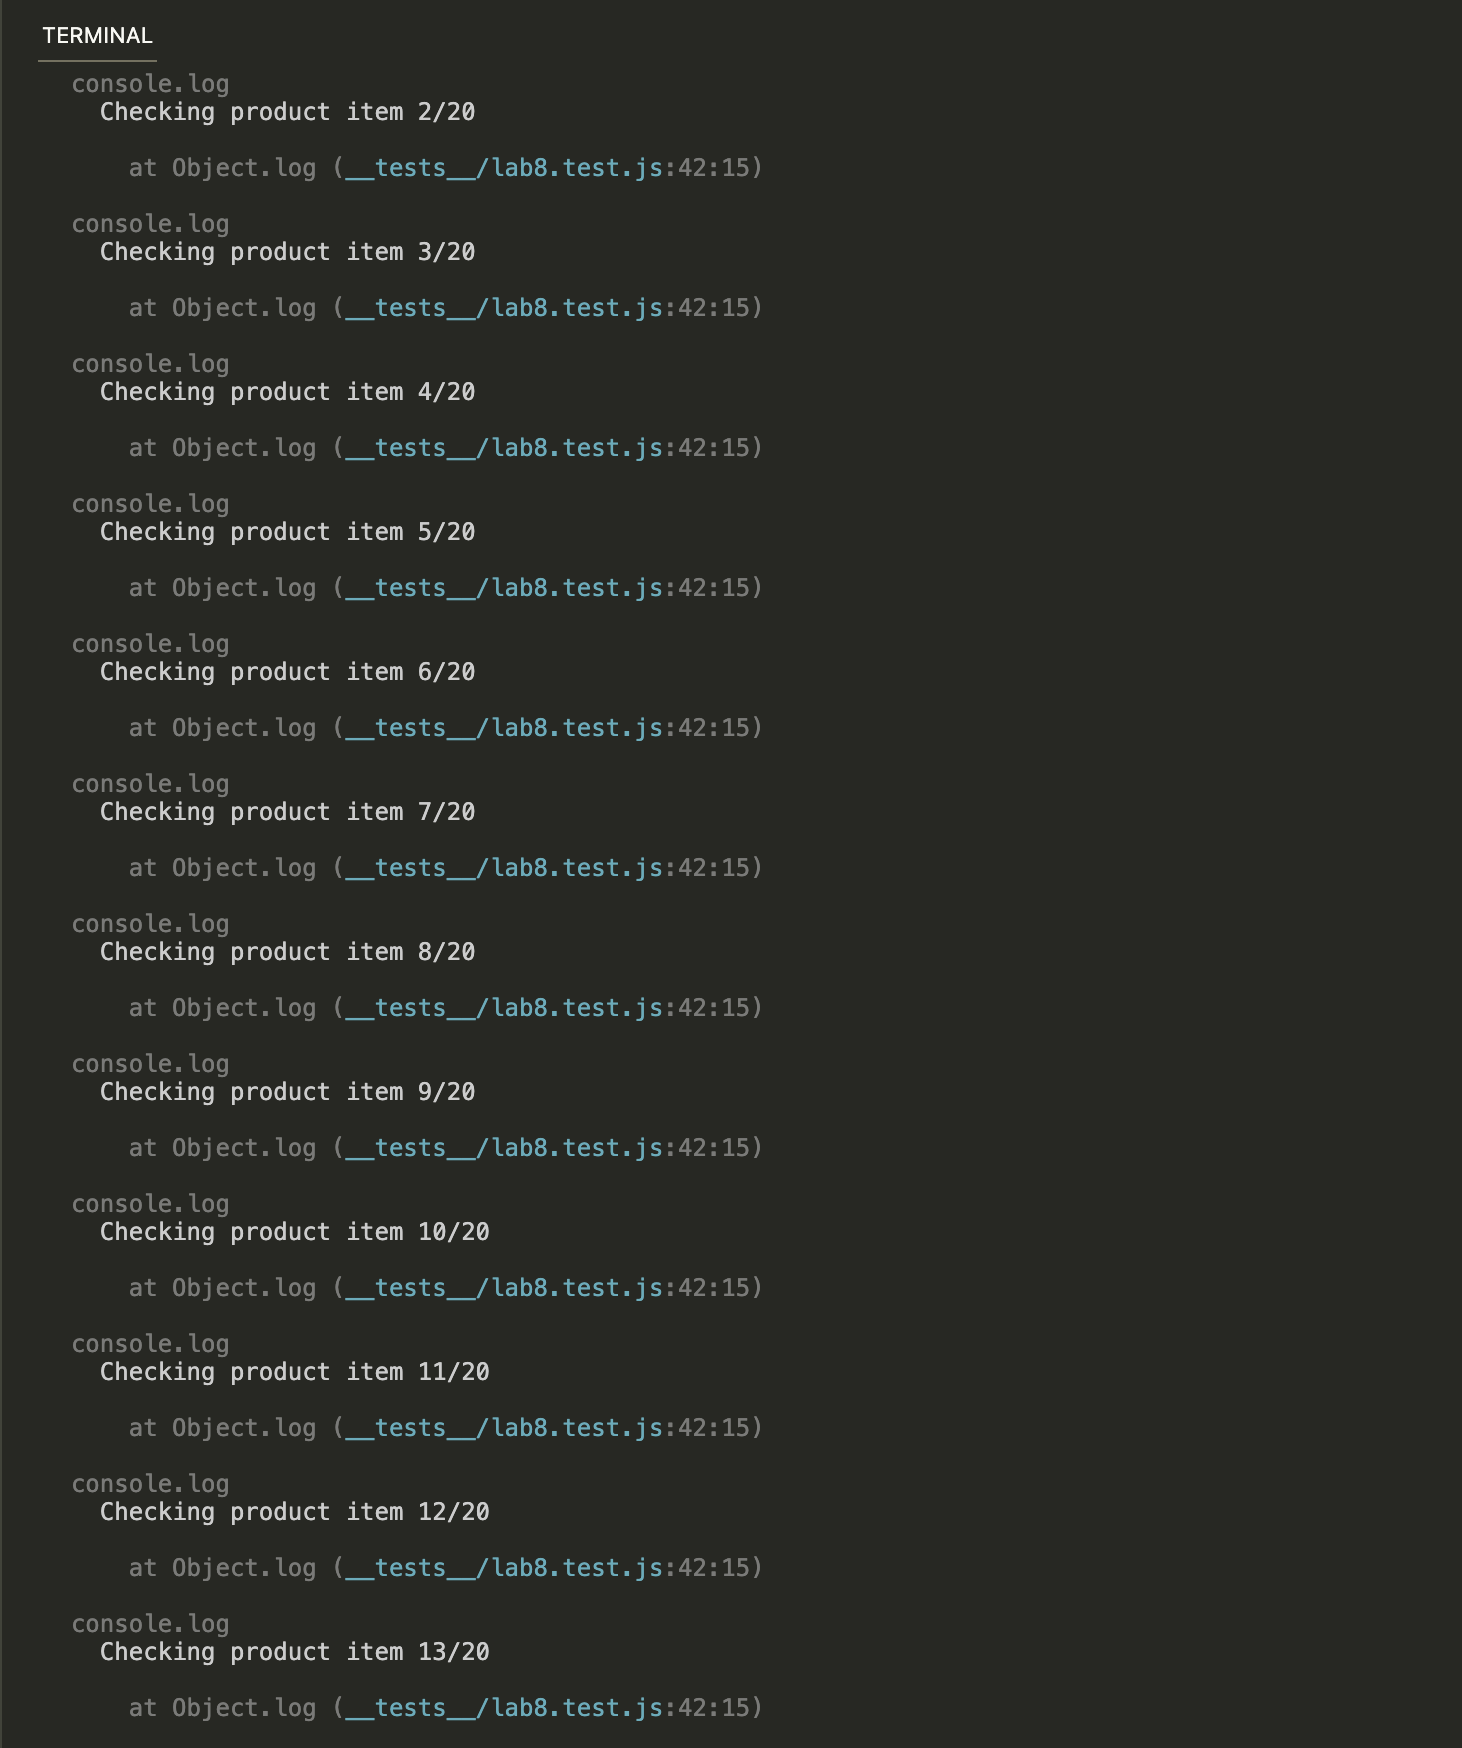 TERMINAL
console.log
Checking product item 2/20
at Object.log (__tests__/lab8.test.js:42:15)
console.log
Checking product item 3/20
at Object.log (__tests__/lab8.test.js:42:15)
console.log
Checking product item 4/20
at Object.log (__tests__/lab8.test.js:42:15)
console.log
Checking product item 5/20
at Object.log (__tests__/lab8.test.js:42:15)
console.log
Checking product item 6/20
at Object.log (__tests__/lab8.test.js:42:15)
console.log
Checking product item 7/20
at Object.log (__tests__/lab8.test.js:42:15)
console.log
Checking product item 8/20
at Object.log (__tests__/lab8.test.js:42:15)
console.log
Checking product item 9/20
at Object.log (__tests__/lab8.test.js:42:15)
console.log
Checking product item 10/20
at Object.log (__tests__/lab8.test.js:42:15)
console.log
Checking product item 11/20
at Object.log (__tests__/lab8.test.js:42:15)
console.log
Checking product item 12/20
at Object.log (__tests__/lab8.test.js:42:15)
console.log
Checking product item 13/20
at Object.log (__tests__/lab8.test.js:42:15)